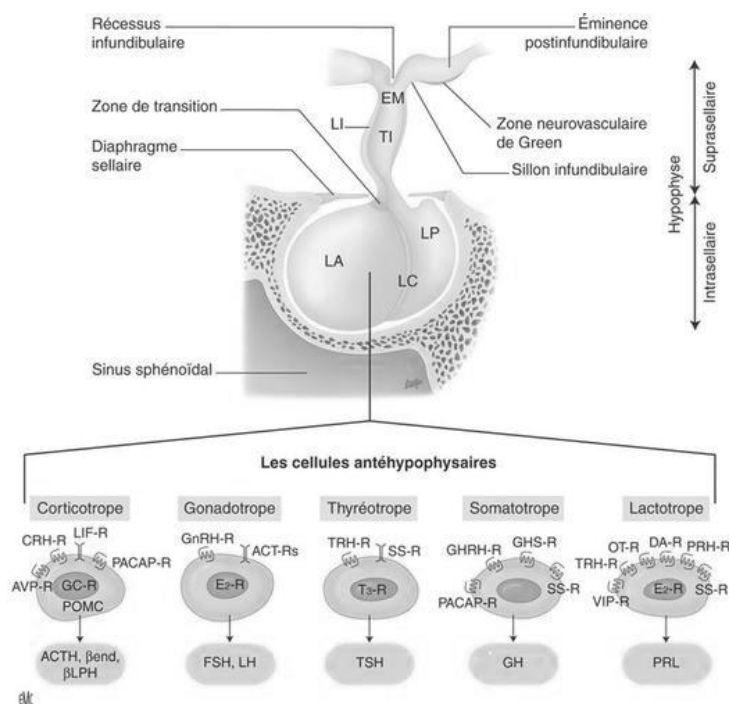 Récessus
infundibulaire
Éminence
postinfundibulaire
EM
Zone de transition
LI
TI
Zone neurovasculaire
de Green
Diaphragme
sellaire
Sillon infundibulaire
Suprasellaire
Hypophyse
Intrasellaire
LA
LP
LC
Sinus sphénoïdal
Les cellules antéhypophysaires
Corticotrope
Gonadotrope
Thyréotrope
Somatotrope
Lactotrope
CRH-R
LIF-R
PACAP-R
AVP-R
GC-R
POMC
ACTH, βend,
βLPH
GnRH-R
ACT-Rs
E2-R
FSH, LH
TRH-R
SS-R
T3-R
TSH
GHRH-R
GHS-R
PACAP-R
SS-R
GH
TRH-R
OT-R
DA-R
PRH-R
VIP-R
E2-R
SS-R
PRL
EMC